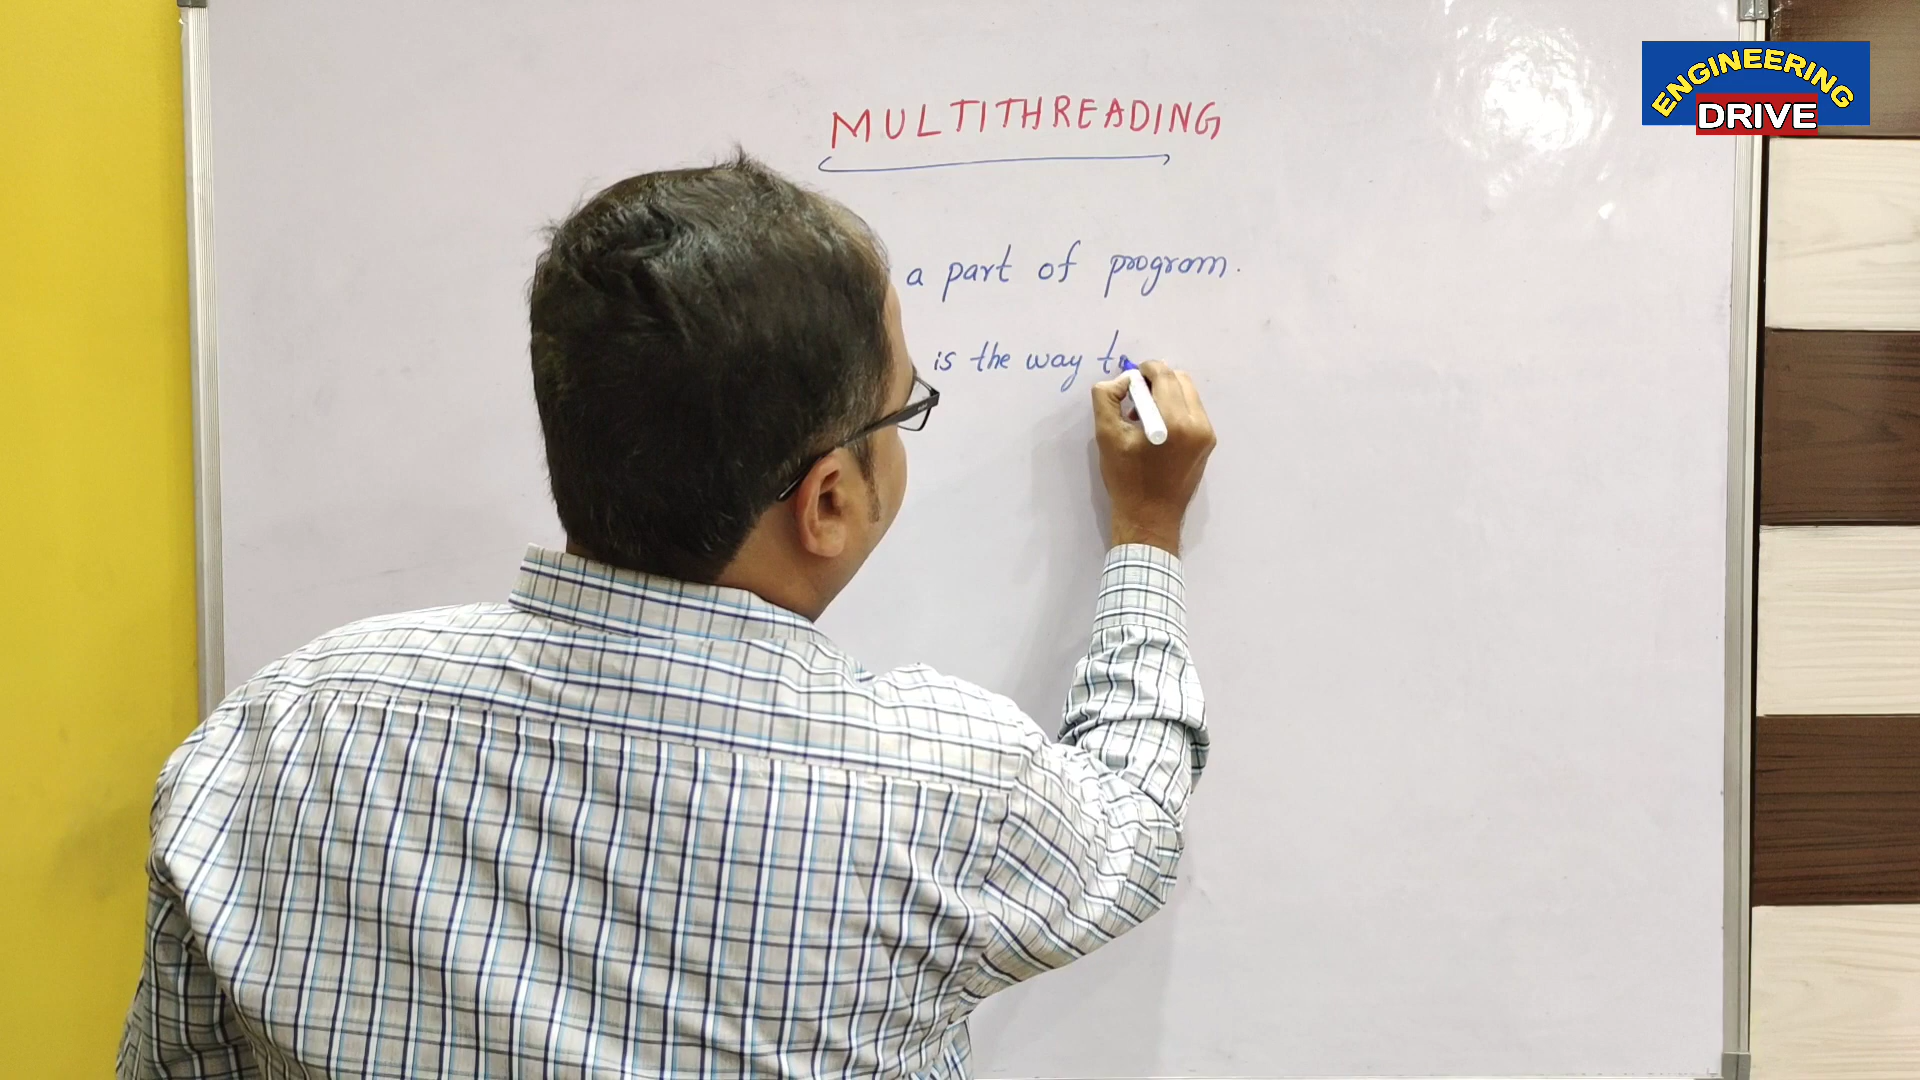 MULTITHREADING
a part of program.
is the way
ENGINEERING
DRIVE